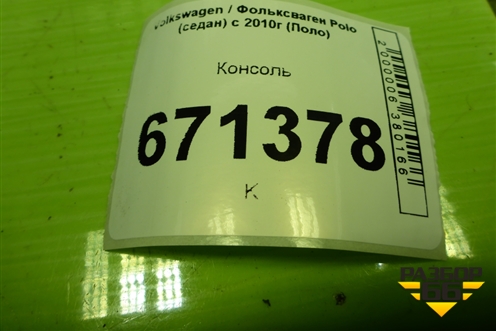 Volkswagen / Фольксваген Polo
(седан) с 2010г (Поло)
Консоль
671378
К
2000006380166
РАЗБОР
66